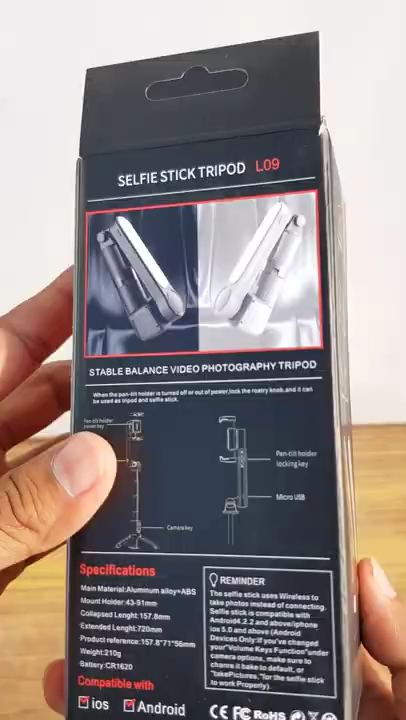 SELFIE STICK TRIPOD L09
STABLE BALANCE VIDEO PHOTOGRAPHY TRIPOD
When the pan-tilt holder is turned off or out of power,lock the roatry knob,and it can
be used as tripod and selfie stick.
Pan-tilt holder
power key
Pan-tilt holder
locking key
Micro USB
Camera key
Specifications
Main Material:Aluminum alloy+ABS
Mount Holder:43-91mm
Collapsed Lenght:157.8mm
Extended Lenght:720mm
Product reference:157.8*71*56mm
Weight:210g
Battery:CR1620
Compatible with
ios Android
REMINDER
The selfie stick uses Wireless to
take photos instead of connecting.
Selfie stick is compatible with
Android4.2.2 and above/iphone
ios 5.0 and above (Android
Devices Only:if you've changed
your"Volume Keys Function"under
camera options, make sure to
change it bake to default, or
"takePictures,"for the selfie stick
to work Properly).
CE FC RoHS